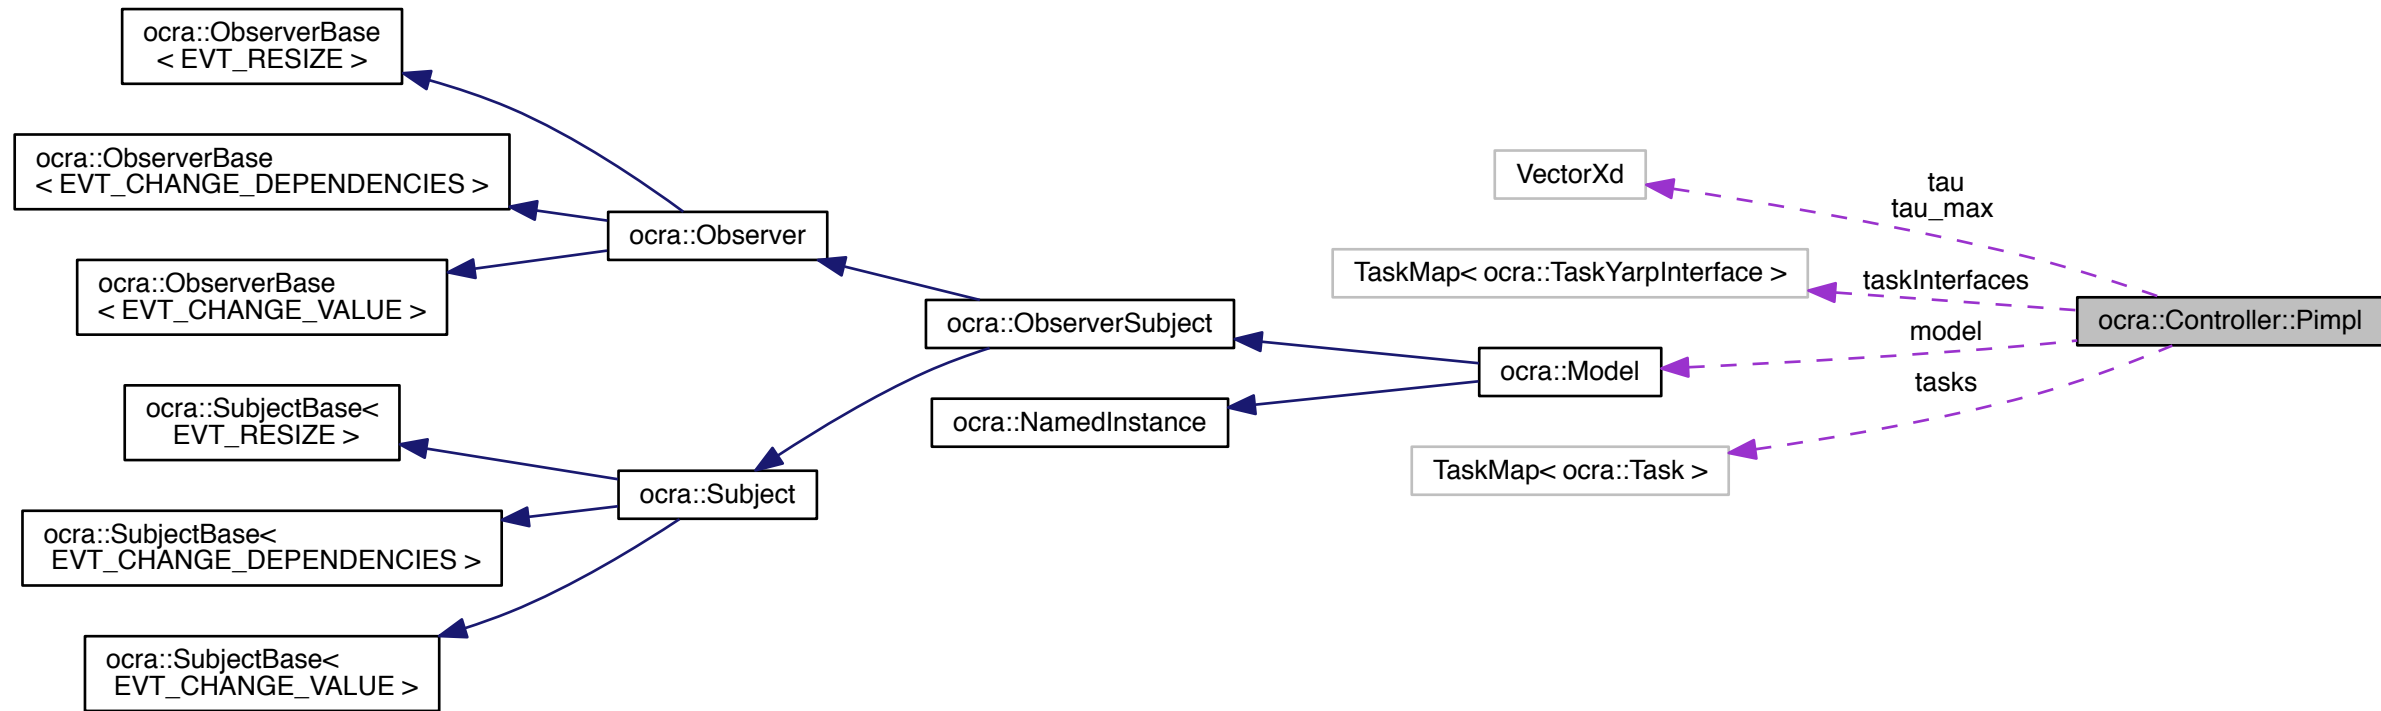 ocra::ObserverBase
< EVT_RESIZE >
ocra::ObserverBase
< EVT_CHANGE_DEPENDENCIES >
ocra::ObserverBase
< EVT_CHANGE_VALUE >
ocra::Observer
ocra::SubjectBase<
EVT_RESIZE >
ocra::SubjectBase<
EVT_CHANGE_DEPENDENCIES >
ocra::SubjectBase<
EVT_CHANGE_VALUE >
ocra::Subject
ocra::ObserverSubject
ocra::NamedInstance
ocra::Model
VectorXd
TaskMap< ocra::TaskYarpInterface >
TaskMap< ocra::Task >
tau
tau_max
taskInterfaces
model
tasks
ocra::Controller::Pimpl